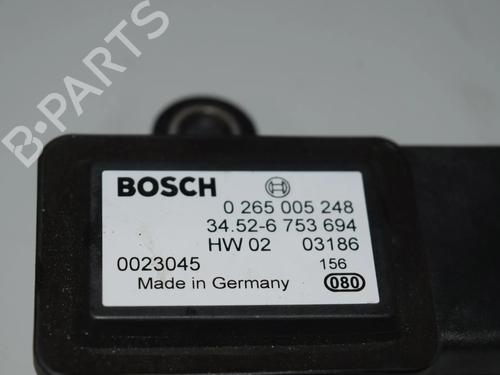 B-PARTS
BOSCH
0 265 005 248
34.52-6 753 694
HW 02 03186
0023045 156
Made in Germany 080